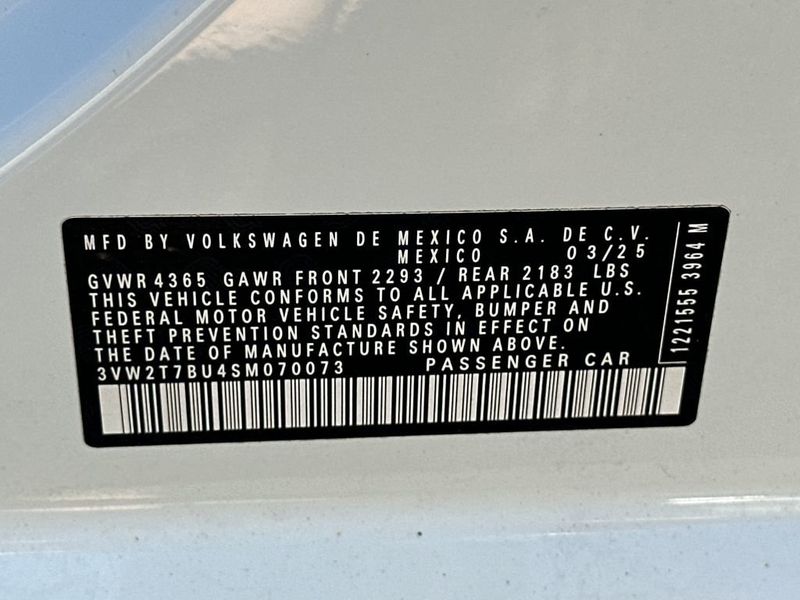 MFD BY VOLKSWAGEN DE MEXICO S.A. DE C.V.
MEXICO 03/25
GVWR 4365 GAWR FRONT 2293 / REAR 2183 LBS
THIS VEHICLE CONFORMS TO ALL APPLICABLE U.S.
FEDERAL MOTOR VEHICLE SAFETY, BUMPER AND
THEFT PREVENTION STANDARDS IN EFFECT ON
THE DATE OF MANUFACTURE SHOWN ABOVE.
3VW2T7BU4SM070073 PASSENGER CAR
1221555 3964 M